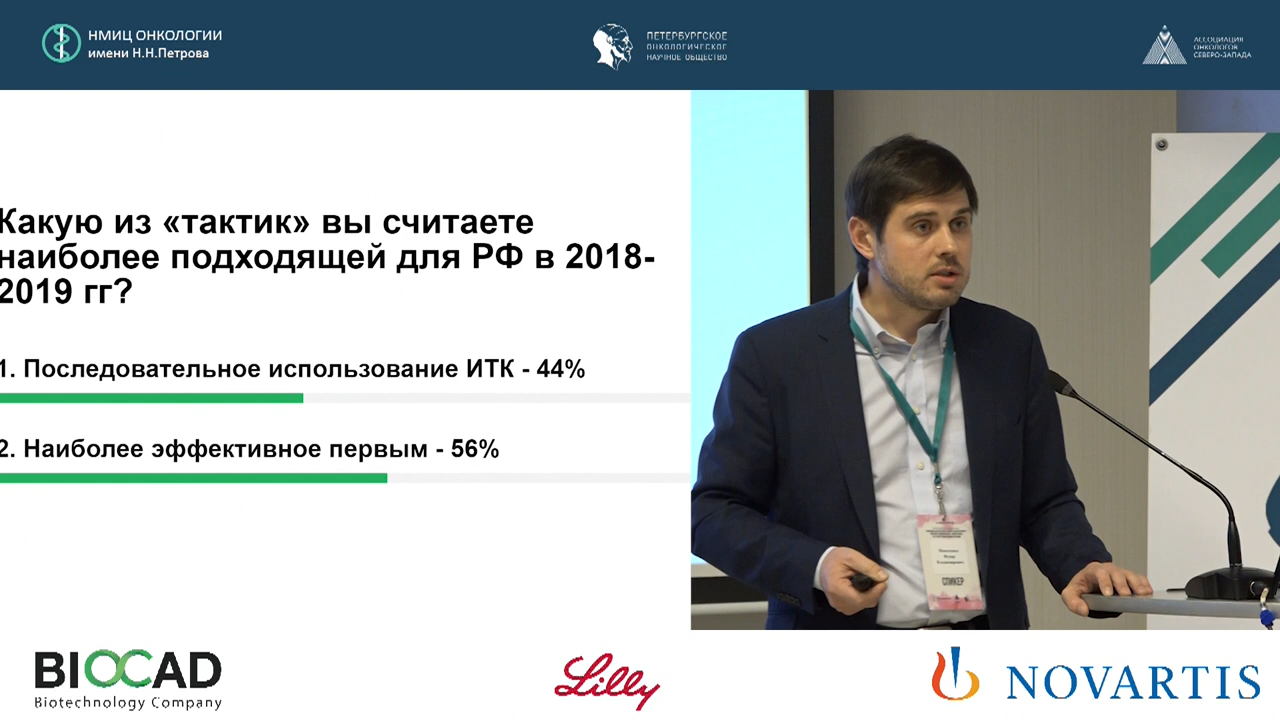 НМИЦ ОНКОЛОГИИ
имени Н.Н.Петрова
ПЕТЕРБУРГСКОЕ
ОНКОЛОГИЧЕСКОЕ
НАУЧНОЕ ОБЩЕСТВО
АССОЦИАЦИЯ
ОНКОЛОГОВ
СЕВЕРО-ЗАПАДА
Какую из «тактик» вы считаете
наиболее подходящей для РФ в 2018-
2019 гг?
1. Последовательное использование ИТК - 44%
2. Наиболее эффективное первым - 56%
СПИКЕР
BIOCAD
Biotechnology Company
Lilly
NOVARTIS